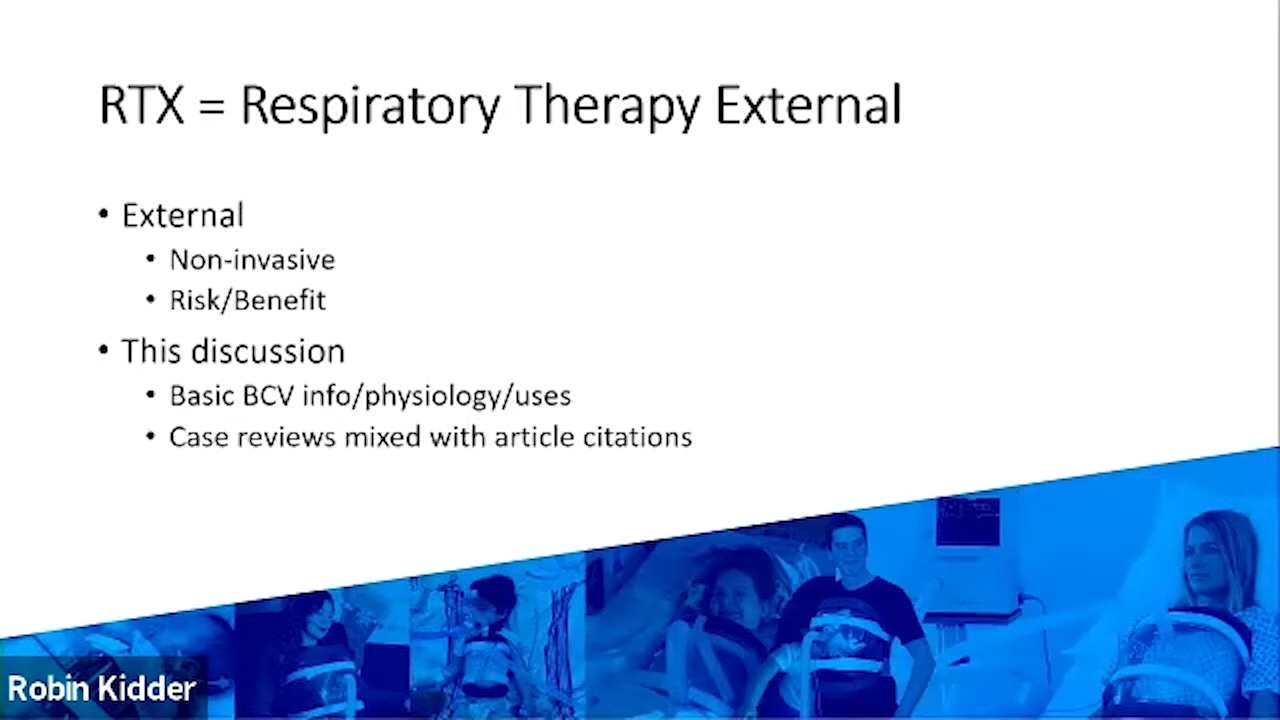 RTX = Respiratory Therapy External
• External
• Non-invasive
• Risk/Benefit
• This discussion
• Basic BCV info/physiology/uses
• Case reviews mixed with article citations
Robin Kidder